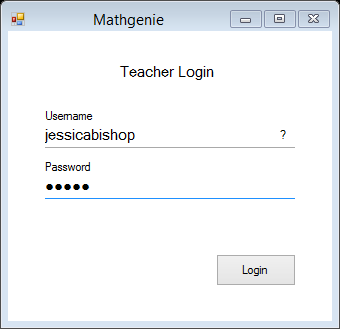 Mathgenie
Teacher Login
Username
jessicabishop ?
Password
●●●●●
Login